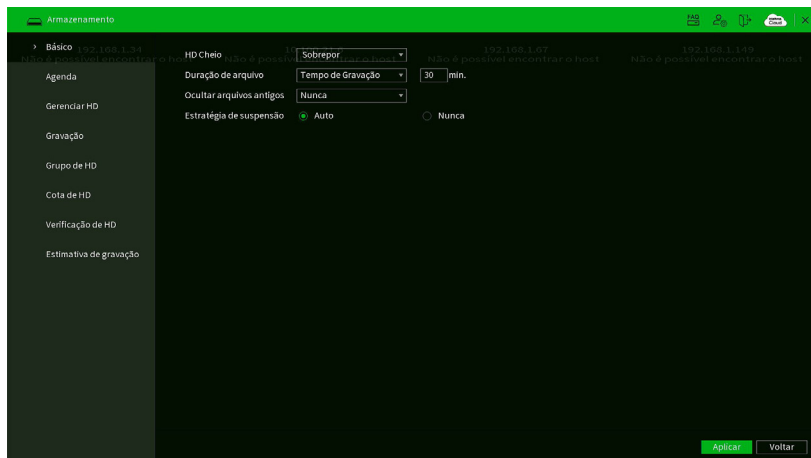 Armazenamento
FAQ
Cloud
Básico
192.168.1.34
192.168.1.67
192.168.1.149
Não é possível encontrar o host
Não é possível encontrar o host
Não é possível encontrar o host
HD Cheio Sobrepor
Agenda
Duração de arquivo Tempo de Gravação 30 min.
Ocultar arquivos antigos Nunca
Gerenciar HD
Estratégia de suspensão Auto Nunca
Gravação
Grupo de HD
Cota de HD
Verificação de HD
Estimativa de gravação
Aplicar Voltar